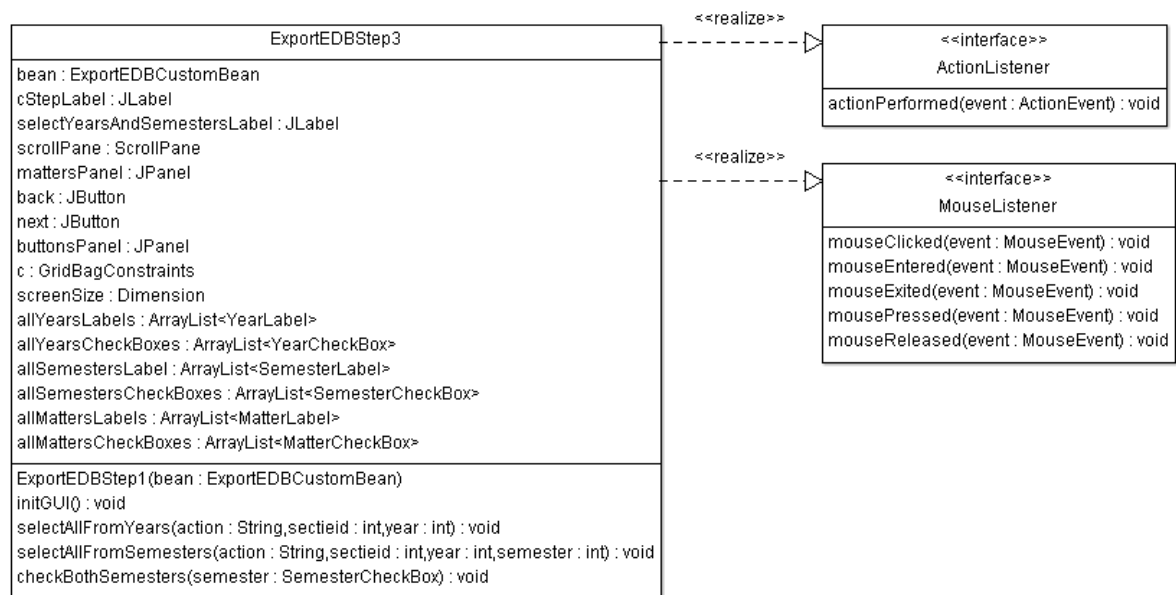 ExportEDBStep3
bean : ExportEDBCustomBean
cStepLabel : JLabel
selectYearsAndSemestersLabel : JLabel
scrollPane : ScrollPane
mattersPanel : JPanel
back : JButton
next : JButton
buttonsPanel : JPanel
c : GridBagConstraints
screenSize : Dimension
allYearsLabels : ArrayList<YearLabel>
allYearsCheckBoxes : ArrayList<YearCheckBox>
allSemestersLabel : ArrayList<SemesterLabel>
allSemestersCheckBoxes : ArrayList<SemesterCheckBox>
allMattersLabels : ArrayList<MatterLabel>
allMattersCheckBoxes : ArrayList<MatterCheckBox>
ExportEDBStep1(bean : ExportEDBCustomBean)
initGUI() : void
selectAllFromYears(action : String,sectieid : int,year : int) : void
selectAllFromSemesters(action : String,sectieid : int,year : int,semester : int) : void
checkBothSemesters(semester : SemesterCheckBox) : void
<<realize>>
<<interface>>
ActionListener
actionPerformed(event : ActionEvent) : void
<<realize>>
<<interface>>
MouseListener
mouseClicked(event : MouseEvent) : void
mouseEntered(event : MouseEvent) : void
mouseExited(event : MouseEvent) : void
mousePressed(event : MouseEvent) : void
mouseReleased(event : MouseEvent) : void